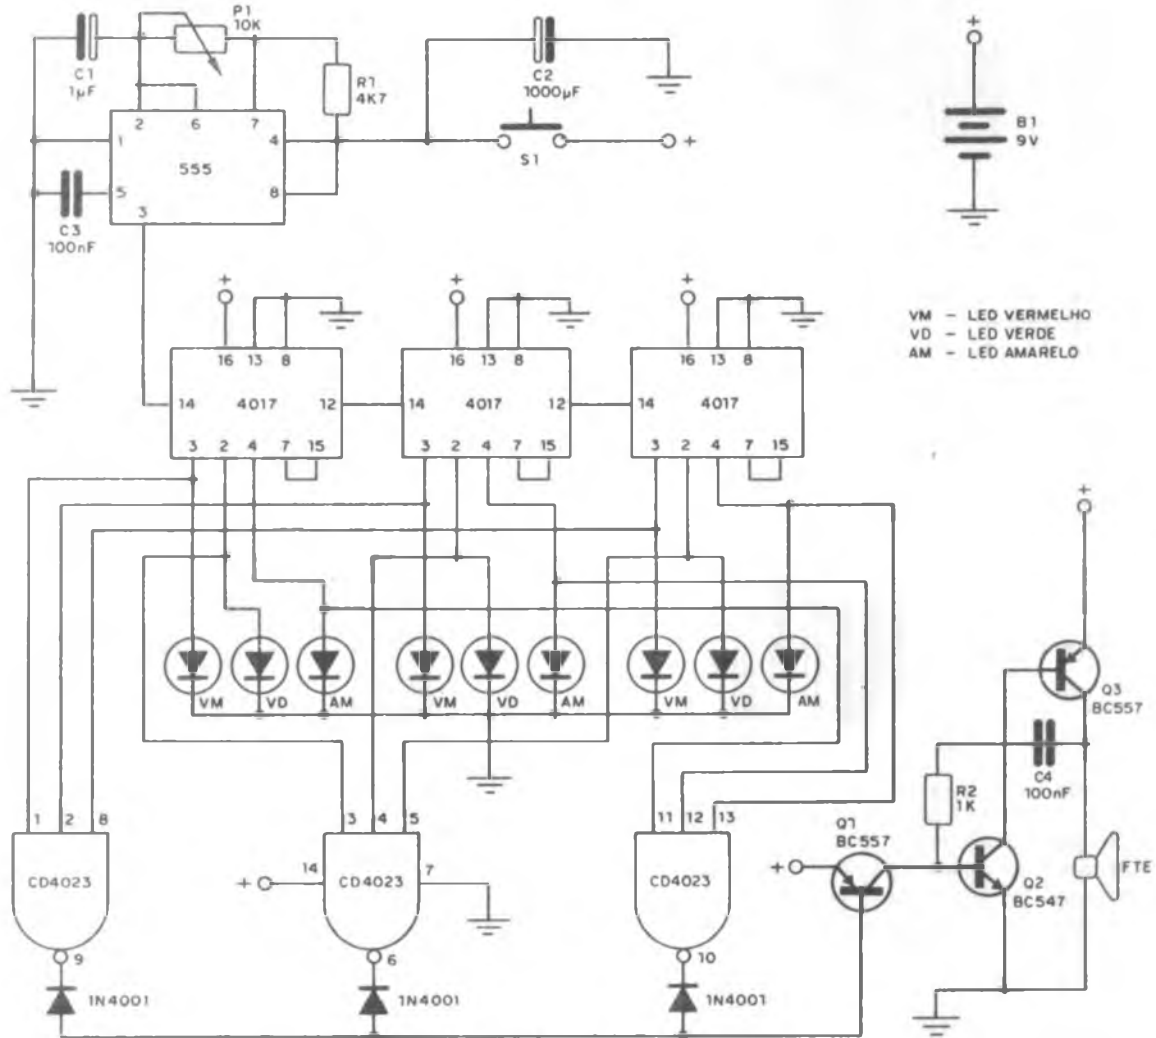 P1
10K
C1
1µF
R1
4K7
C2
1000µF
+
B1
9V
2 6 7
1 4
555
S1
+
5 8
3
C3
100nF
+ + +
VM – LED VERMELHO
VD – LED VERDE
AM – LED AMARELO
16 13 8 16 13 8 16 13 8
14 4017 12 14 4017 12 14 4017
3 2 4 7 15 3 2 4 7 15 3 2 4 7 15
+
VM VD AM VM VD AM VM VD AM
Q3
BC557
C4
100nF
R2
1K
1 2 8 3 4 5 11 12 13
Q1
BC557
14 7
+
+
CD4023 CD4023 CD4023
FTE
Q2
BC547
9 6 10
1N4001 1N4001 1N4001